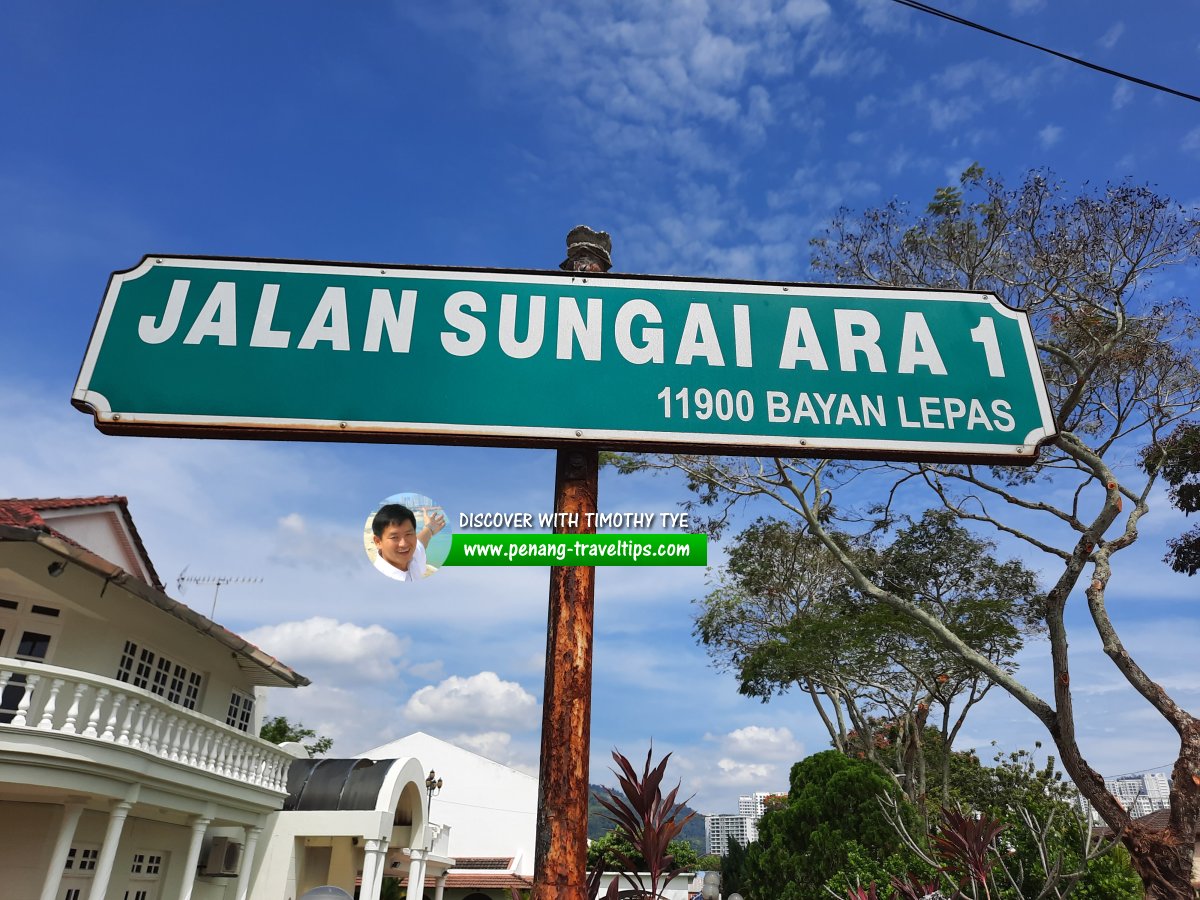 JALAN SUNGAI ARA 1
11900 BAYAN LEPAS
DISCOVER WITH TIMOTHY TYE
www.penang-traveltips.com